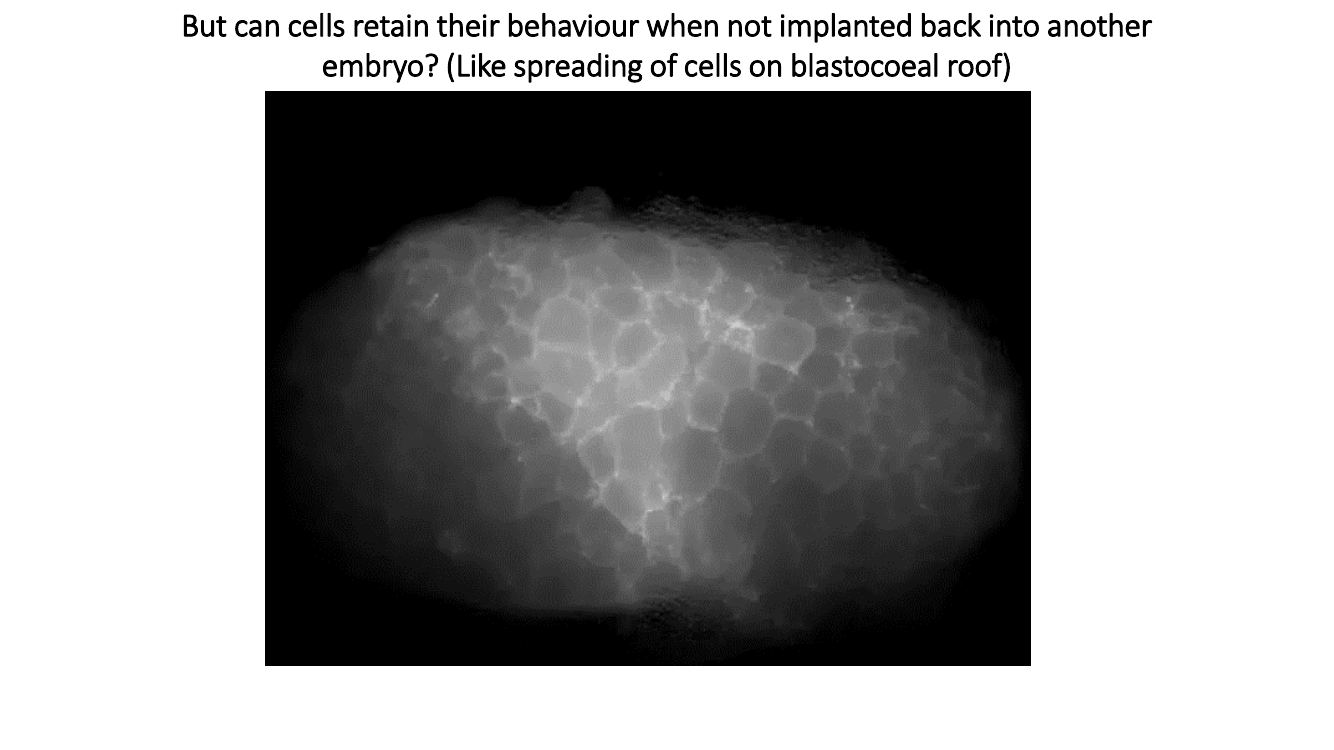 But can cells retain their behaviour when not implanted back into another
embryo? (Like spreading of cells on blastocoeal roof)